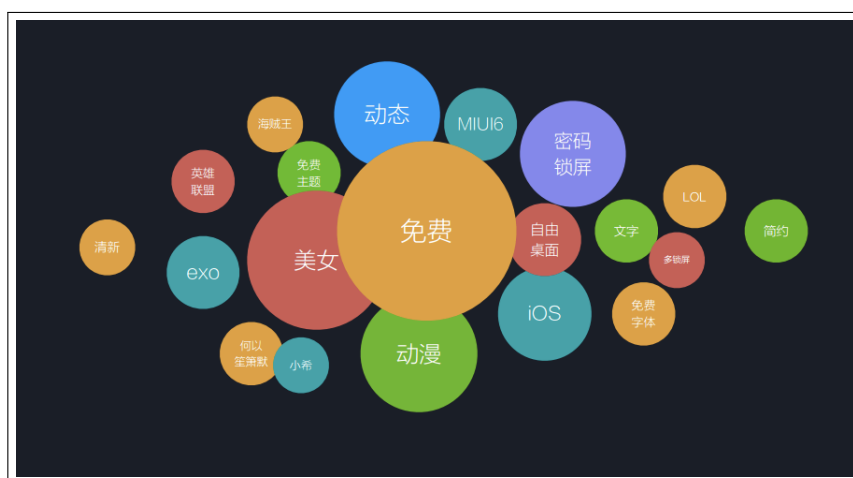 动态
MIUI6
海贼王
密码
锁屏
免费
主题
英雄
联盟
LOL
免费
自由
桌面
文字
简约
清新
美女
多锁屏
exo
iOS
免费
字体
何以
笙箫默
动漫
小希